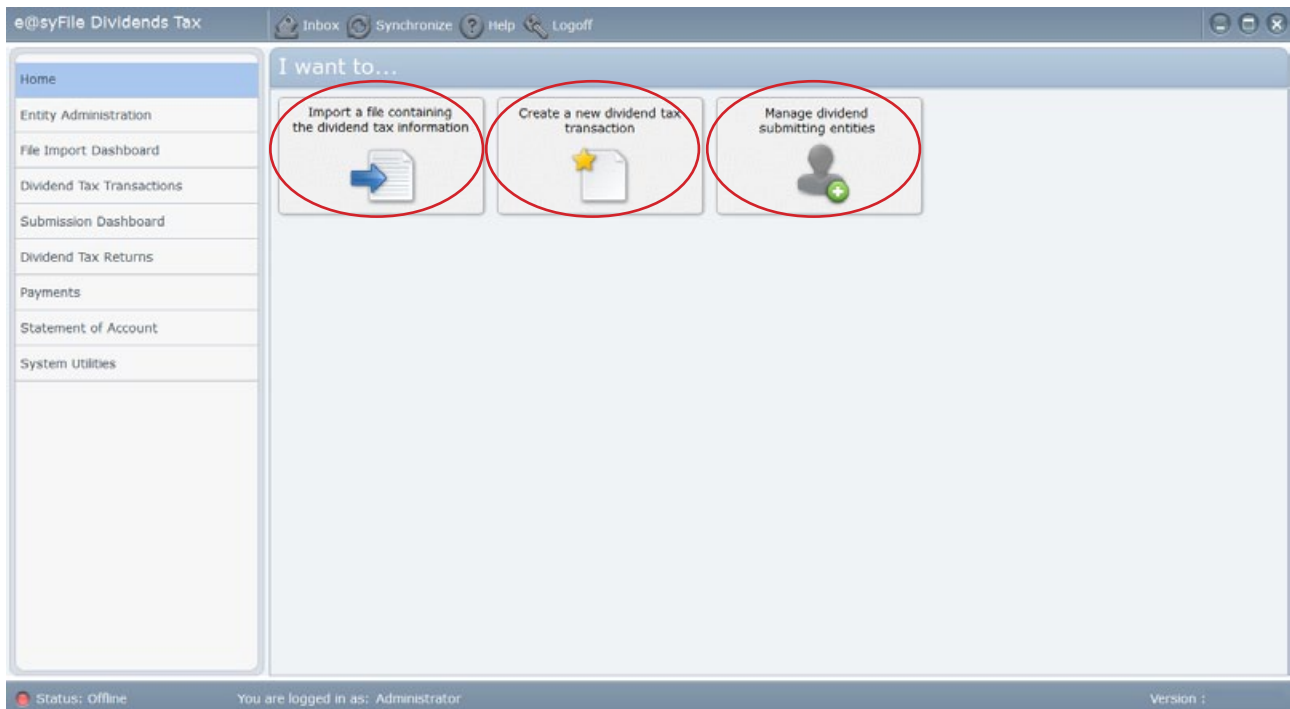 e@syFile Dividends Tax
Inbox Synchronize Help Logoff
Home
Entity Administration
File Import Dashboard
Dividend Tax Transactions
Submission Dashboard
Dividend Tax Returns
Payments
Statement of Account
System Utilities
I want to...
Import a file containing
the dividend tax information
Create a new dividend tax
transaction
Manage dividend
submitting entities
Status: Offline
You are logged in as: Administrator
Version :